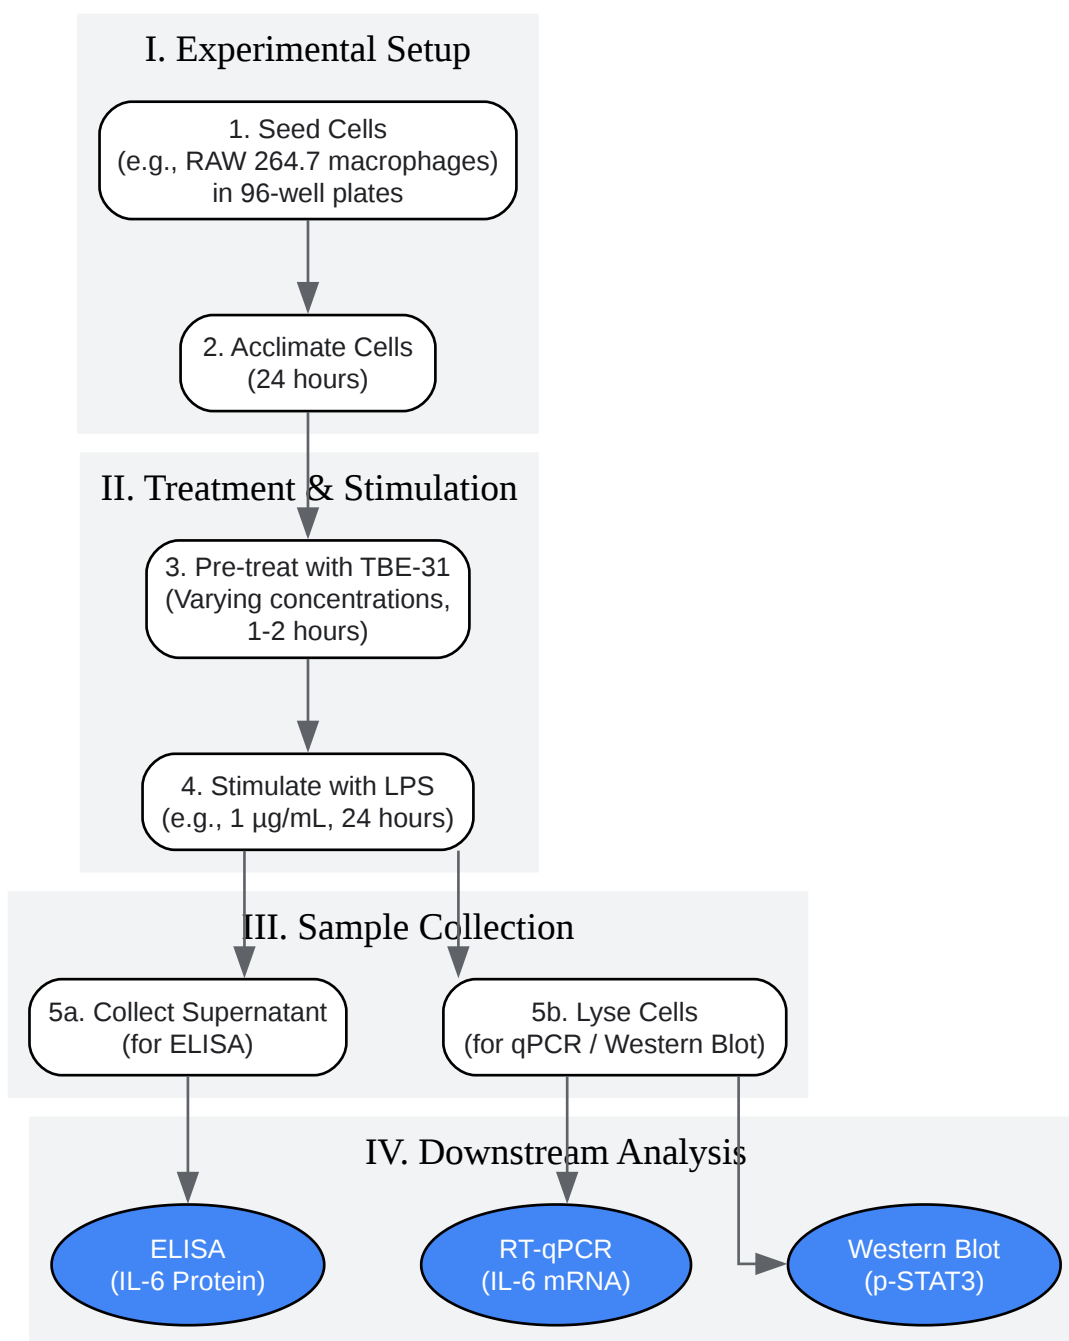 I. Experimental Setup
1. Seed Cells
(e.g., RAW 264.7 macrophages)
in 96-well plates
2. Acclimate Cells
(24 hours)
II. Treatment & Stimulation
3. Pre-treat with TBE-31
(Varying concentrations,
1-2 hours)
4. Stimulate with LPS
(e.g., 1 µg/mL, 24 hours)
III. Sample Collection
5a. Collect Supernatant
(for ELISA)
5b. Lyse Cells
(for qPCR / Western Blot)
IV. Downstream Analysis
ELISA
(IL-6 Protein)
RT-qPCR
(IL-6 mRNA)
Western Blot
(p-STAT3)